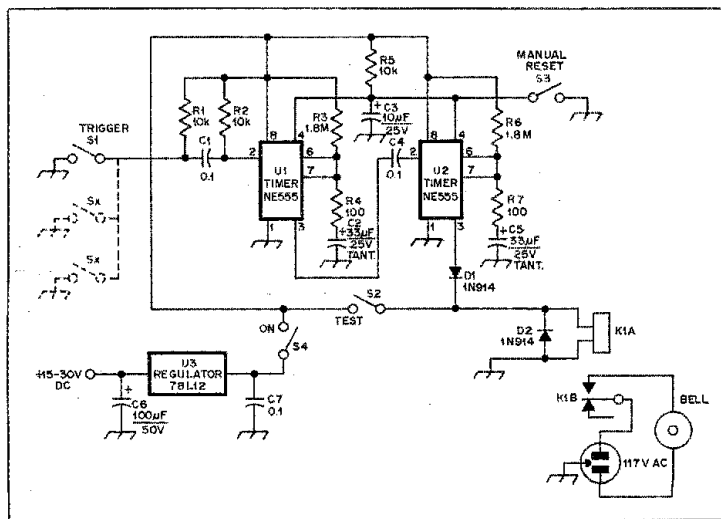 MANUAL
RESET
S3
TRIGGER
S1
Sx
Sx
R1
10k
R2
10k
C1
0.1
R3
1.8M
R5
10k
+
C3
10µF
25V
C4
0.1
R6
1.8M
8
4
2
6
7
1
3
U1
TIMER
NE555
R4
100
C2
+
33µF
25V
TANT.
8
4
2
6
7
1
3
U2
TIMER
NE555
R7
100
+
C5
33µF
25V
TANT.
D1
1N914
S2
TEST
ON
S4
D2
1N914
K1A
+15-30V
DC
U3
REGULATOR
78L12
+
C6
100µF
50V
C7
0.1
K1B
BELL
117V AC